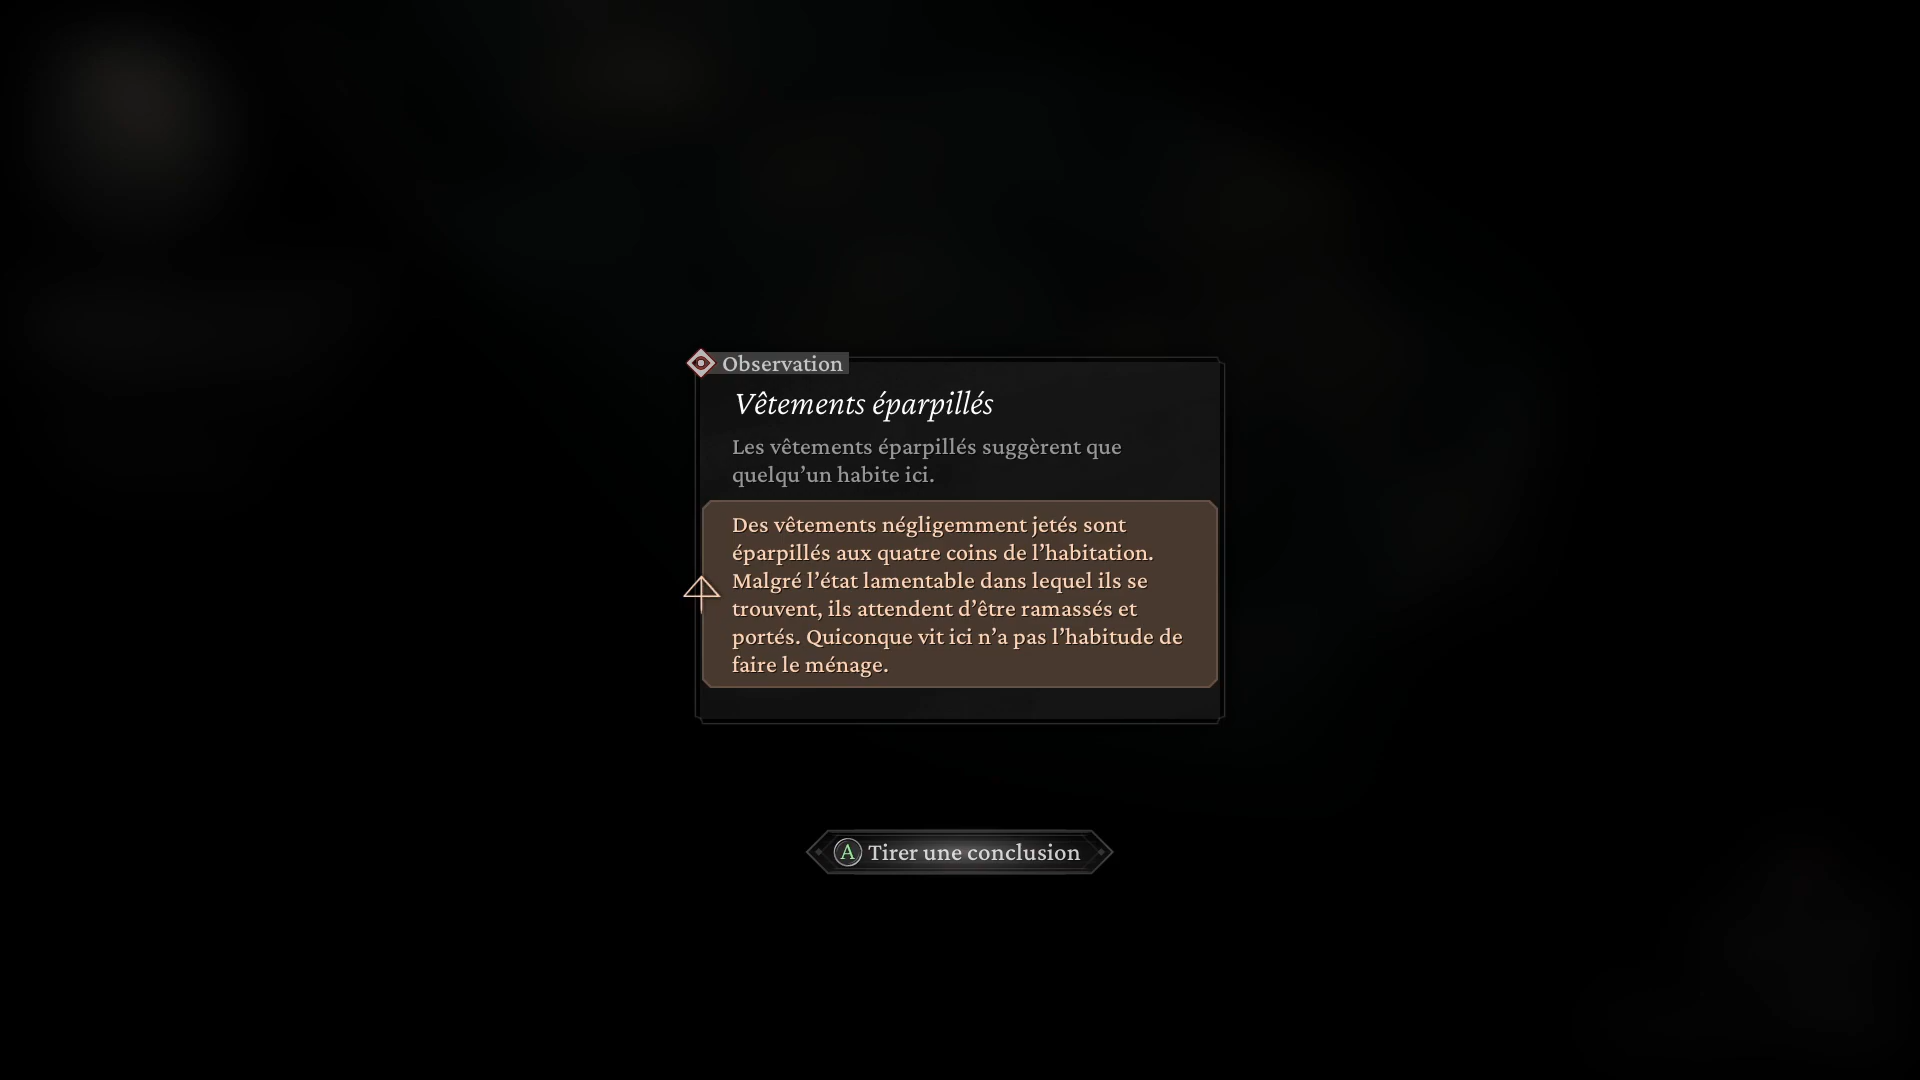 Observation
Vêtements éparpillés
Les vêtements éparpillés suggèrent que
quelqu’un habite ici.
Des vêtements négligemment jetés sont
éparpillés aux quatre coins de l’habitation.
Malgré l’état lamentable dans lequel ils se
trouvent, ils attendent d’être ramassés et
portés. Quiconque vit ici n’a pas l’habitude de
faire le ménage.
A Tirer une conclusion